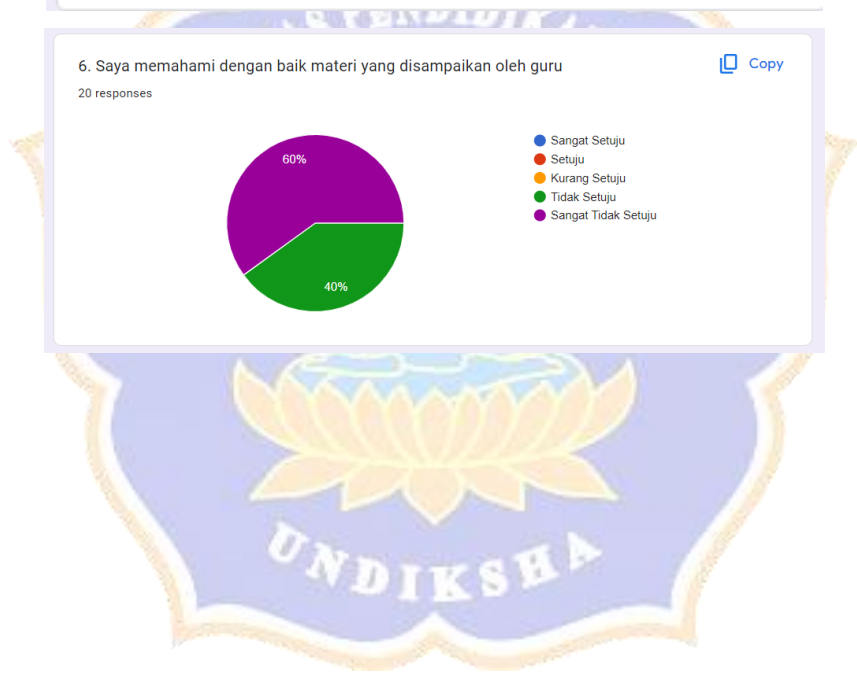 PENDIDIK
6. Saya memahami dengan baik materi yang disampaikan oleh guru
Copy
20 responses
60%
40%
Sangat Setuju
Setuju
Kurang Setuju
Tidak Setuju
Sangat Tidak Setuju
UNDIKSHA